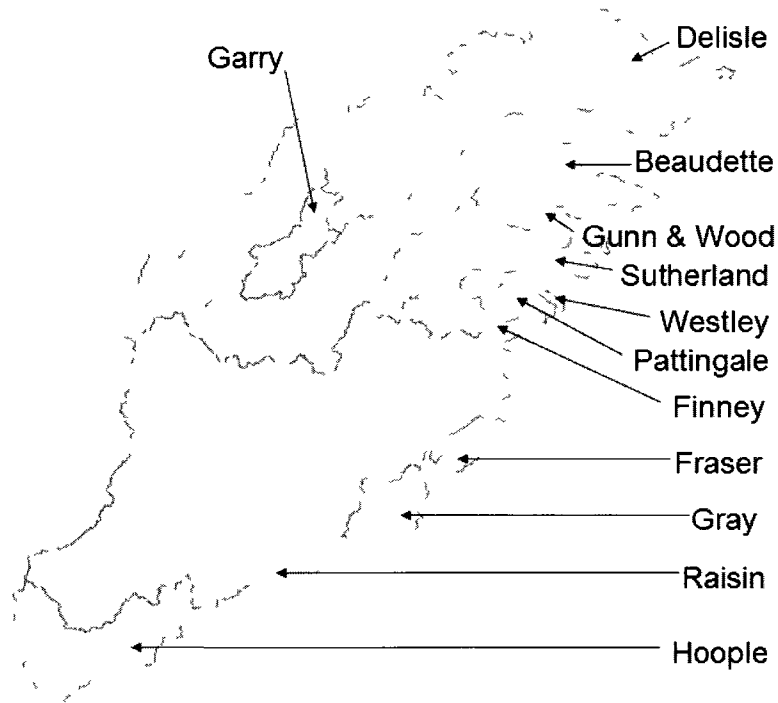 Delisle
Garry
Beaudette
Gunn & Wood
Sutherland
Westley
Pattingale
Finney
Fraser
Gray
Raisin
Hoople